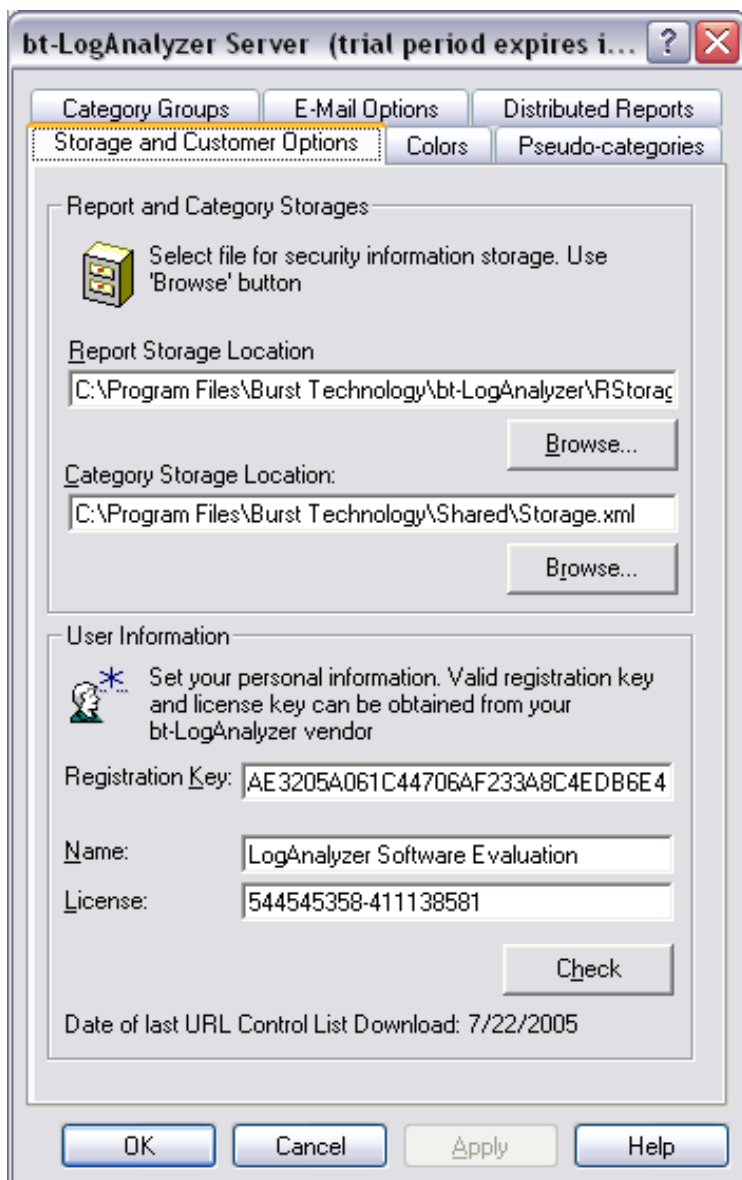 bt-LogAnalyzer Server (trial period expires i...
Category Groups
E-Mail Options
Distributed Reports
Storage and Customer Options
Colors
Pseudo-categories
Report and Category Storages
Select file for security information storage. Use
'Browse' button
Report Storage Location
C:\Program Files\Burst Technology\bt-LogAnalyzer\RStorag
Browse...
Category Storage Location:
C:\Program Files\Burst Technology\Shared\Storage.xml
Browse...
User Information
Set your personal information. Valid registration key
and license key can be obtained from your
bt-LogAnalyzer vendor
Registration Key: AE3205A061C44706AF233A8C4EDB6E4
Name: LogAnalyzer Software Evaluation
License: 544545358-411138581
Check
Date of last URL Control List Download: 7/22/2005
OK
Cancel
Apply
Help